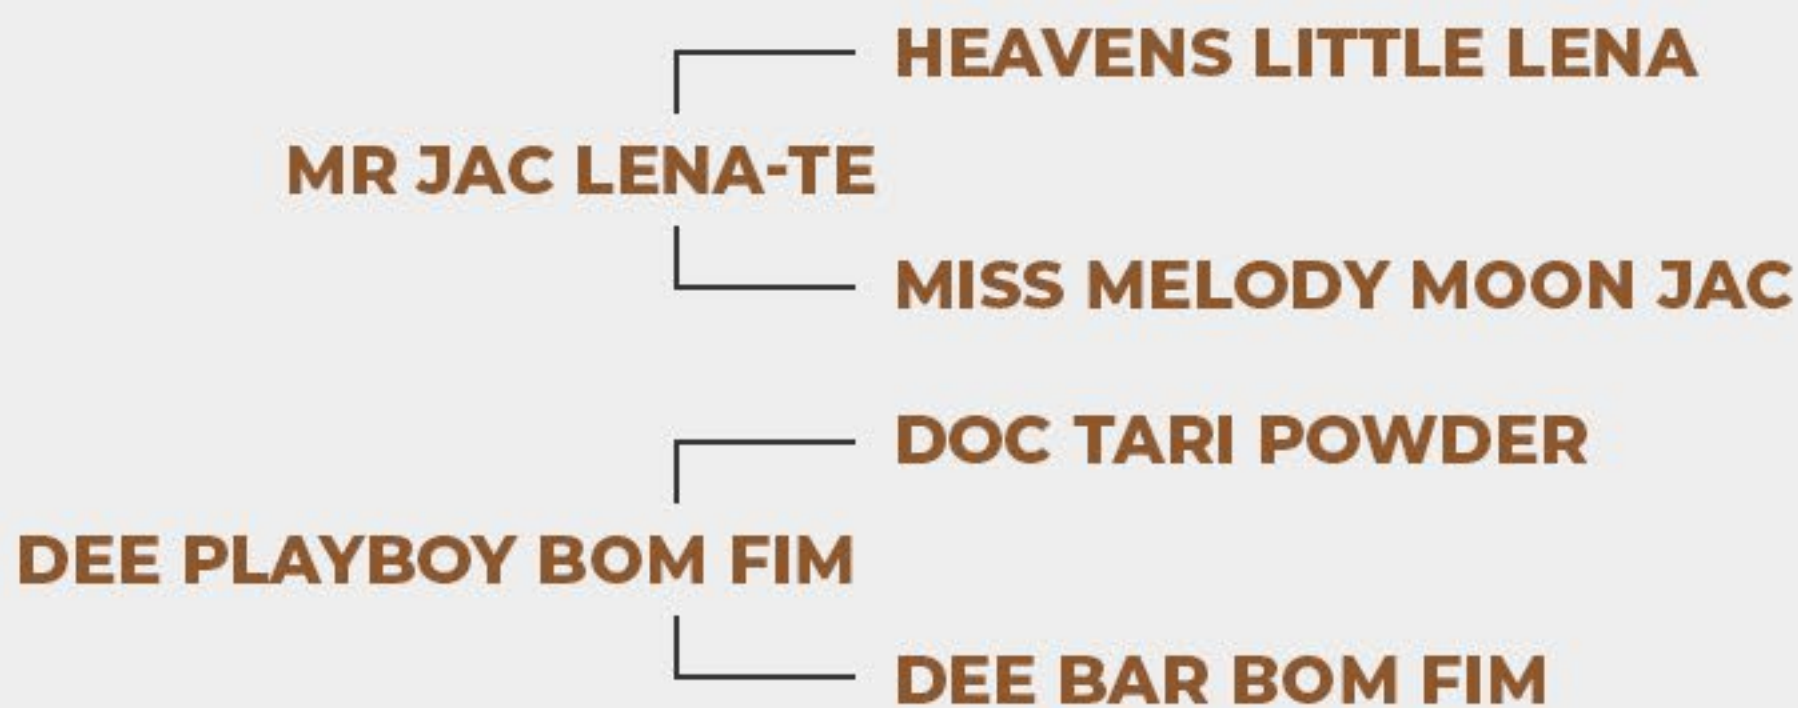 HEAVENS LITTLE LENA
MR JAC LENA-TE
MISS MELODY MOON JAC
DOC TARI POWDER
DEE PLAYBOY BOM FIM
DEE BAR BOM FIM